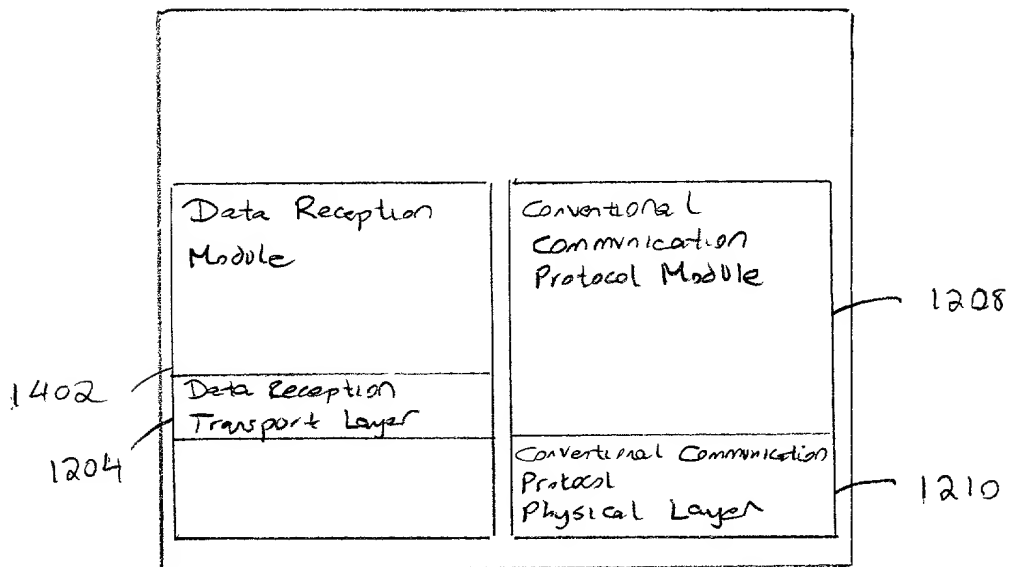 Data Reception
Module
Conventional
Communication
Protocol Module
1208
1402
Data Reception
Transport Layer
1204
Conventional Communication
Protocol
Physical Layer
1210